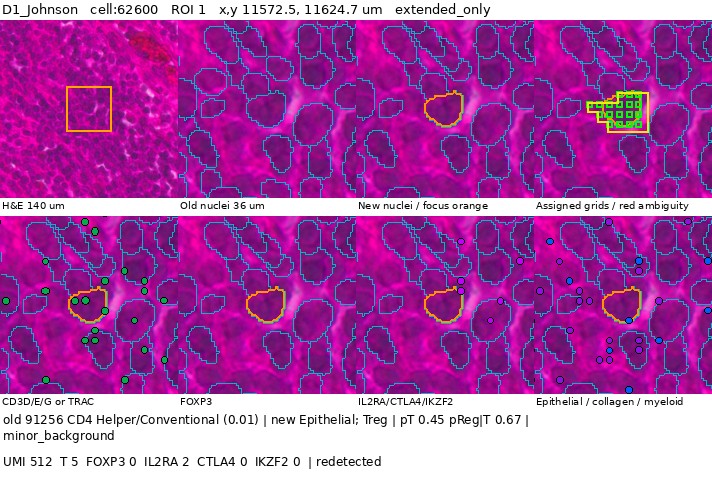 D1_Johnson   cell:62600   ROI 1   x,y 11572.5, 11624.7 um   extended_only
H&E 140 um
Old nuclei 36 um
New nuclei / focus orange
Assigned grids / red ambiguity
CD3D/E/G or TRAC
FOXP3
IL2RA/CTLA4/IKZF2
Epithelial / collagen / myeloid
old 91256 CD4 Helper/Conventional (0.01) | new Epithelial; Treg | pT 0.45 pReg|T 0.67 |
minor_background
UMI 512  T 5  FOXP3 0  IL2RA 2  CTLA4 0  IKZF2 0  | redetected